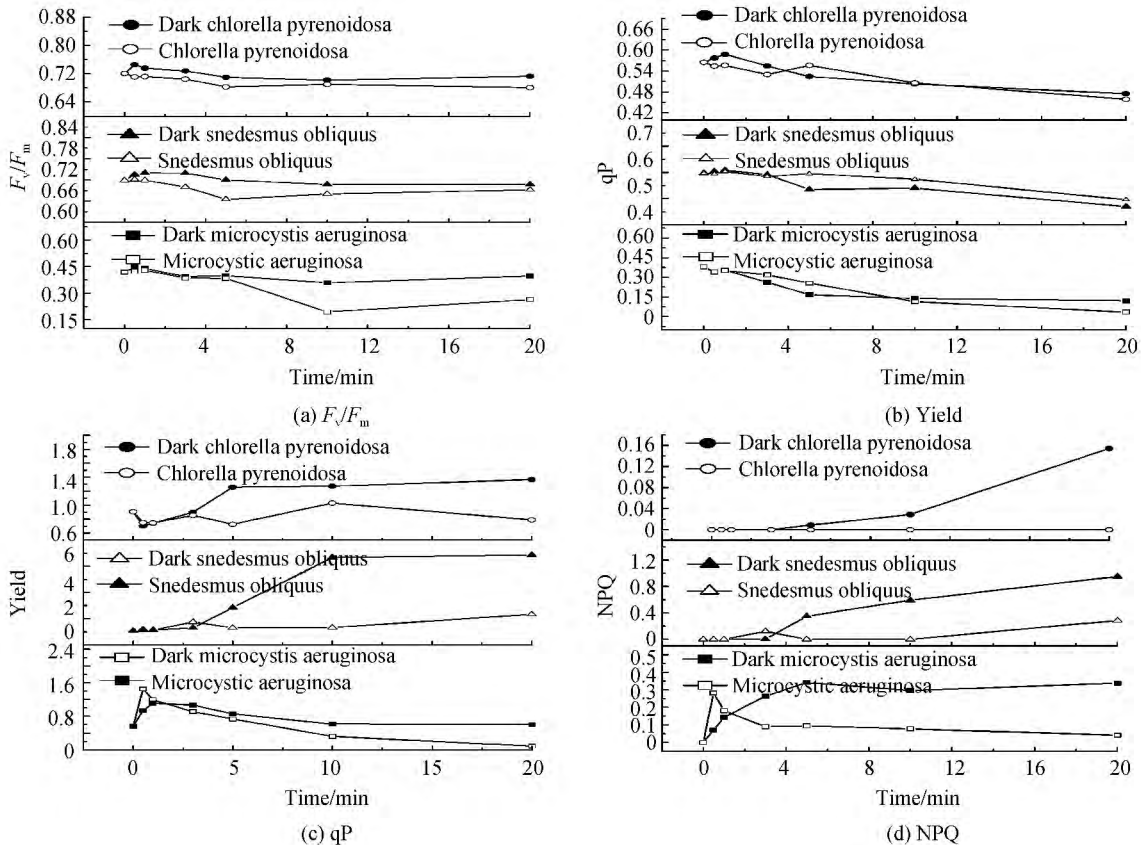 0.88
0.80
0.72
0.64
Dark chlorella pyrenoidosa
Chlorella pyrenoidosa
0.84
0.78
0.72
0.66
0.60
Dark snedesmus obliquus
Snedesmus obliquus
Fv/Fm
0.60
0.45
0.30
0.15
Dark microcystis aeruginosa
Microcystic aeruginosa
0 4 8 12 16 20
Time/min
(a) Fv/Fm
0.66
0.60
0.54
0.48
0.42
Dark chlorella pyrenoidosa
Chlorella pyrenoidosa
0.7
0.6
0.5
0.4
Dark snedesmus obliquus
Snedesmus obliquus
qP
0.60
0.45
0.30
0.15
0
Dark microcystis aeruginosa
Microcystic aeruginosa
0 4 8 12 16 20
Time/min
(b) Yield
1.8
1.4
1.0
0.6
Dark chlorella pyrenoidosa
Chlorella pyrenoidosa
6
4
2
0
Dark snedesmus obliquus
Snedesmus obliquus
Yield
2.4
1.6
0.8
0
Dark microcystis aeruginosa
Microcystic aeruginosa
0 5 10 15 20
Time/min
(c) qP
0.16
0.12
0.08
0.04
0
Dark chlorella pyrenoidosa
Chlorella pyrenoidosa
1.2
0.8
0.4
0
Dark snedesmus obliquus
Snedesmus obliquus
NPQ
0.5
0.4
0.3
0.2
0.1
0
Dark microcystis aeruginosa
Microcystic aeruginosa
0 4 8 12 16 20
Time/min
(d) NPQ